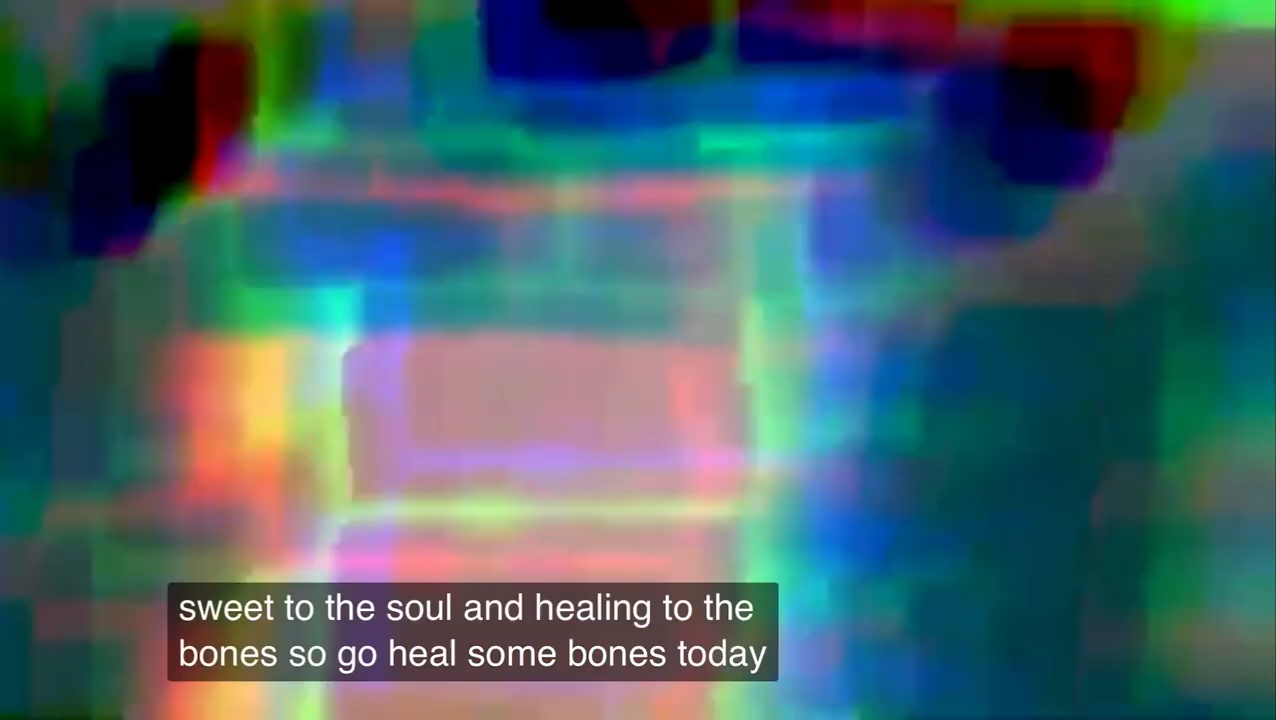 sweet to the soul and healing to the
bones so go heal some bones today